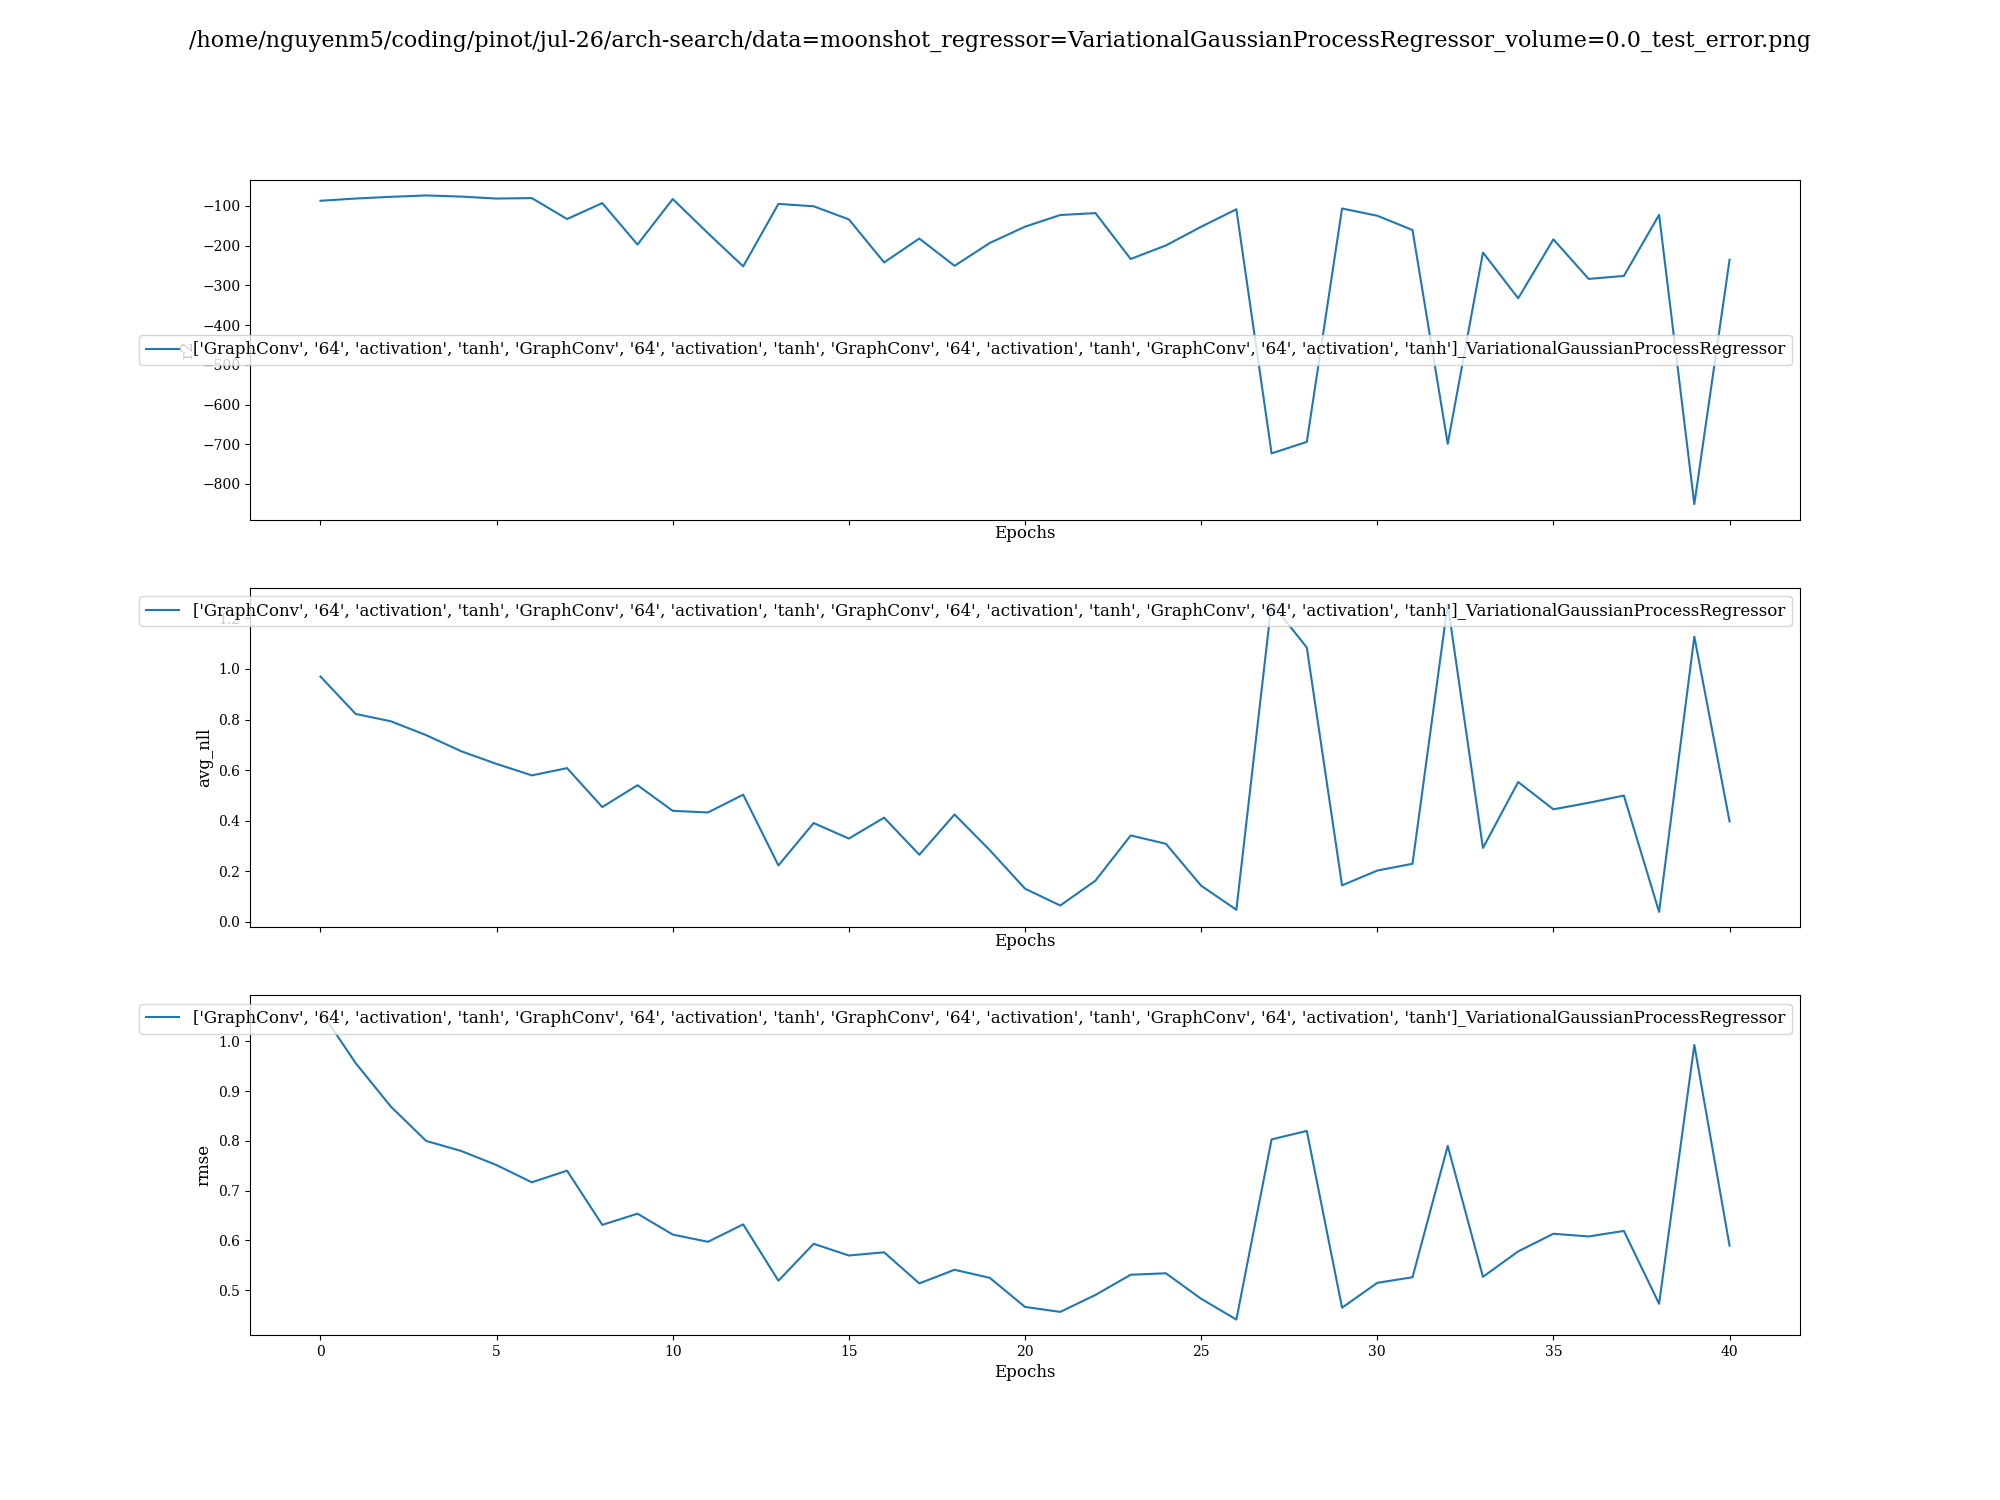 /home/nguyenm5/coding/pinot/jul-26/arch-search/data=moonshot_regressor=VariationalGaussianProcessRegressor_volume=0.0_test_error.png
−100
−200
−300
−400
r2
['GraphConv', '64', 'activation', 'tanh', 'GraphConv', '64', 'activation', 'tanh', 'GraphConv', '64', 'activation', 'tanh', 'GraphConv', '64', 'activation', 'tanh']_VariationalGaussianProcessRegressor
−500
−600
−700
−800
Epochs
['GraphConv', '64', 'activation', 'tanh', 'GraphConv', '64', 'activation', 'tanh', 'GraphConv', '64', 'activation', 'tanh', 'GraphConv', '64', 'activation', 'tanh']_VariationalGaussianProcessRegressor
1.2
1.0
0.8
avg_nll
0.6
0.4
0.2
0.0
Epochs
['GraphConv', '64', 'activation', 'tanh', 'GraphConv', '64', 'activation', 'tanh', 'GraphConv', '64', 'activation', 'tanh', 'GraphConv', '64', 'activation', 'tanh']_VariationalGaussianProcessRegressor
1.0
0.9
0.8
rmse
0.7
0.6
0.5
0 5 10 15 20 25 30 35 40
Epochs